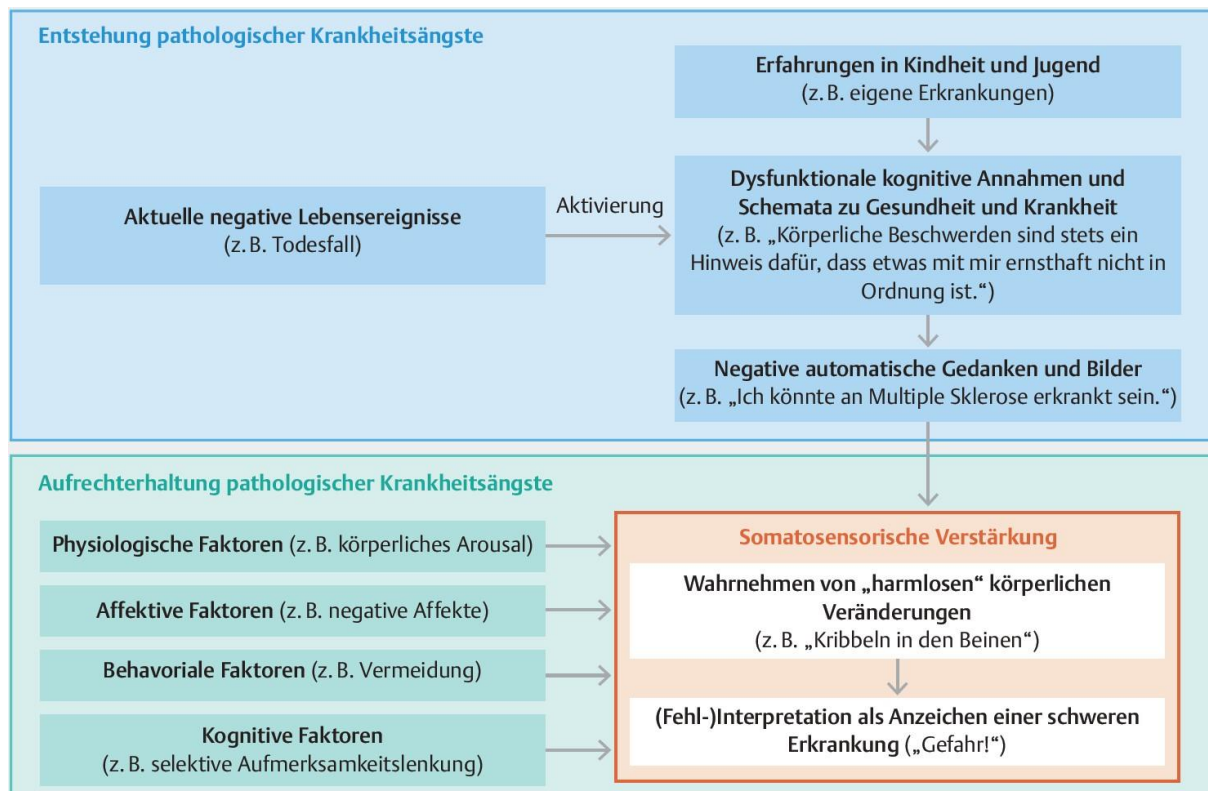 Entstehung pathologischer Krankheitsängste
Erfahrungen in Kindheit und Jugend
(z. B. eigene Erkrankungen)
Aktuelle negative Lebensereignisse
(z. B. Todesfall)
Aktivierung
Dysfunktionale kognitive Annahmen und
Schemata zu Gesundheit und Krankheit
(z. B. „Körperliche Beschwerden sind stets ein
Hinweis dafür, dass etwas mit mir ernsthaft nicht in
Ordnung ist.“)
Negative automatische Gedanken und Bilder
(z. B. „Ich könnte an Multiple Sklerose erkrankt sein.“)
Aufrechterhaltung pathologischer Krankheitsängste
Physiologische Faktoren (z. B. körperliches Arousal)
Affektive Faktoren (z. B. negative Affekte)
Behavoriale Faktoren (z. B. Vermeidung)
Kognitive Faktoren
(z. B. selektive Aufmerksamkeitslenkung)
Somatosensorische Verstärkung
Wahrnehmen von „harmlosen“ körperlichen
Veränderungen
(z. B. „Kribbeln in den Beinen“)
(Fehl-)Interpretation als Anzeichen einer schweren
Erkrankung („Gefahr!“)